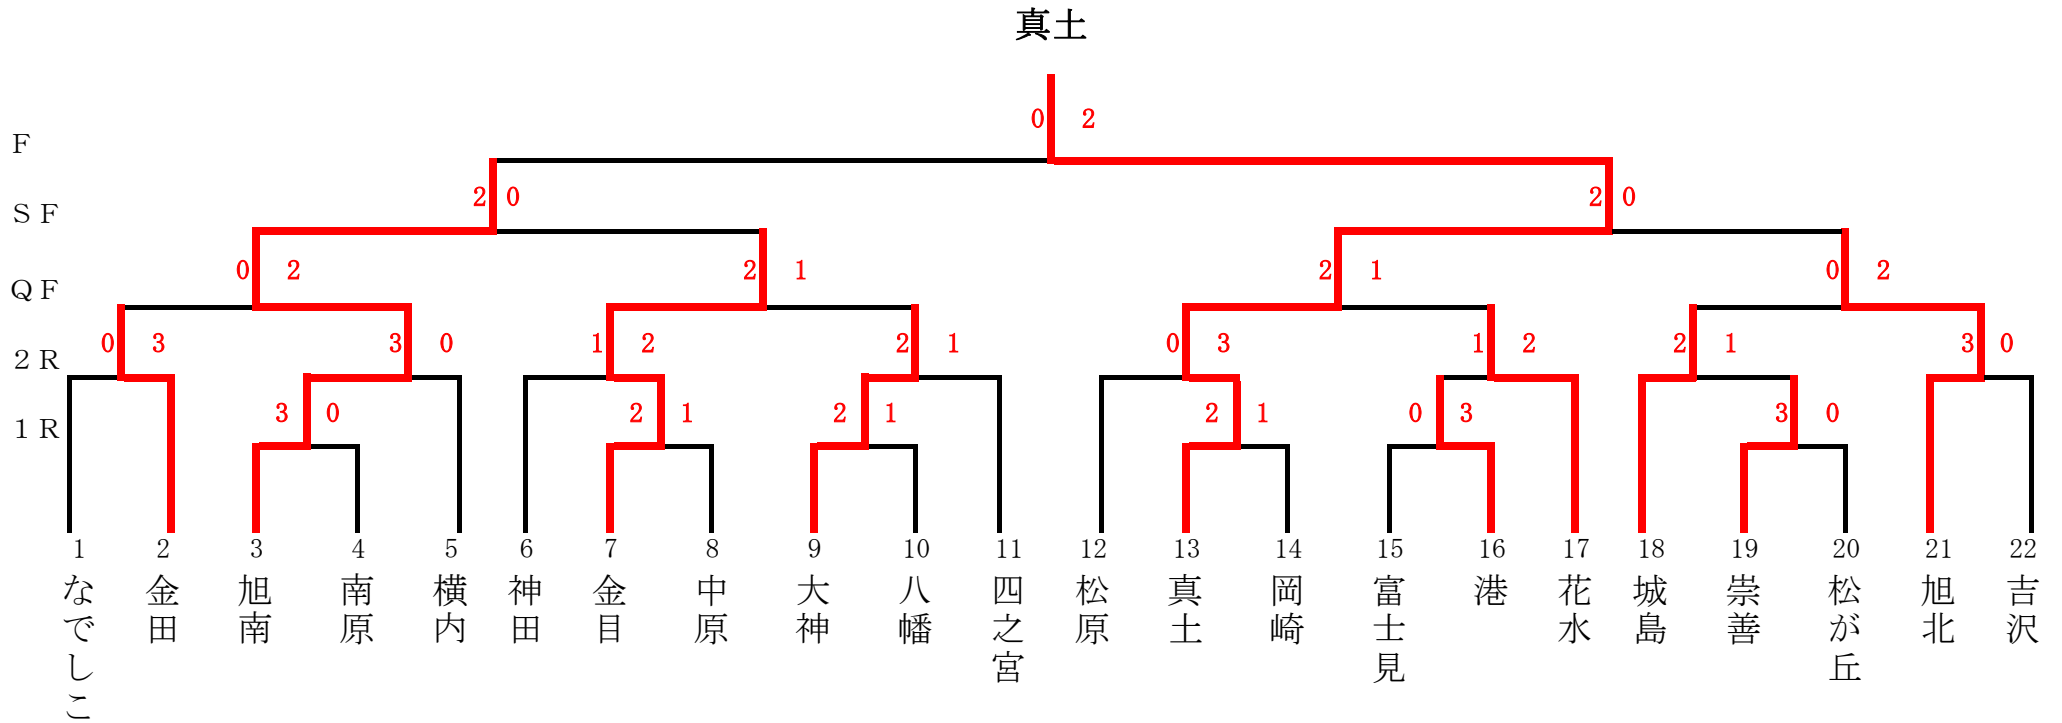 真土
0 2
F
2 0 2 0
ＳＦ
0 2 2 1 2 1 0 2
ＱＦ
0 3 3 0 1 2 2 1 0 3 1 2 2 1 3 0
２Ｒ
3 0 2 1 2 1 2 1 0 3 3 0
１Ｒ
1 2 3 4 5 6 7 8 9 10 11 12 13 14 15 16 17 18 19 20 21 22
なでしこ
金田
旭南
南原
横内
神田
金目
中原
大神
八幡
四之宮
松原
真土
岡崎
富士見
港
花水
城島
崇善
松が丘
旭北
吉沢